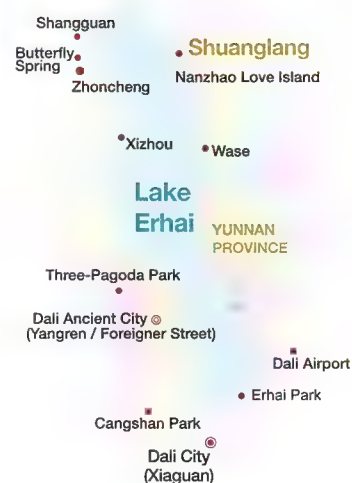 Shangguan
Butterfly
Spring
Zhoncheng
Shuanglang
Nanzhao Love Island
Xizhou
Wase
Lake
Erhai
YUNNAN
PROVINCE
Three-Pagoda Park
Dali Ancient City
(Yangren / Foreigner Street)
Dali Airport
Erhai Park
Cangshan Park
Dali City
(Xiaguan)